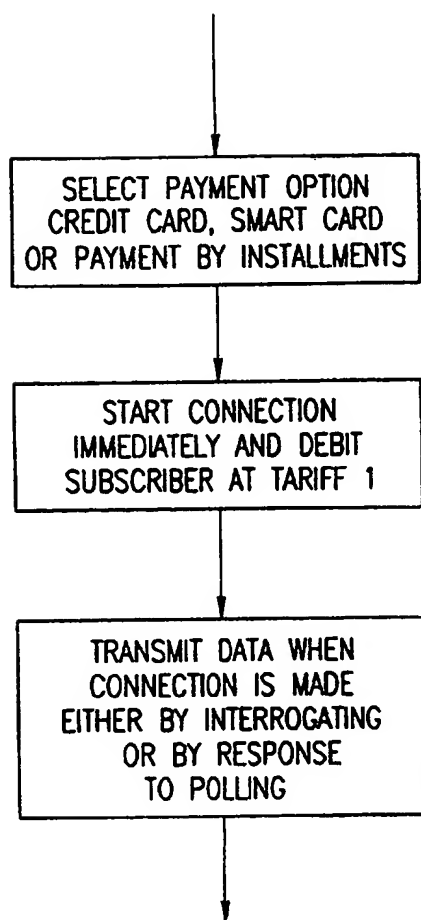 SELECT PAYMENT OPTION
CREDIT CARD, SMART CARD
OR PAYMENT BY INSTALLMENTS
START CONNECTION
IMMEDIATELY AND DEBIT
SUBSCRIBER AT TARIFF 1
TRANSMIT DATA WHEN
CONNECTION IS MADE
EITHER BY INTERROGATING
OR BY RESPONSE
TO POLLING